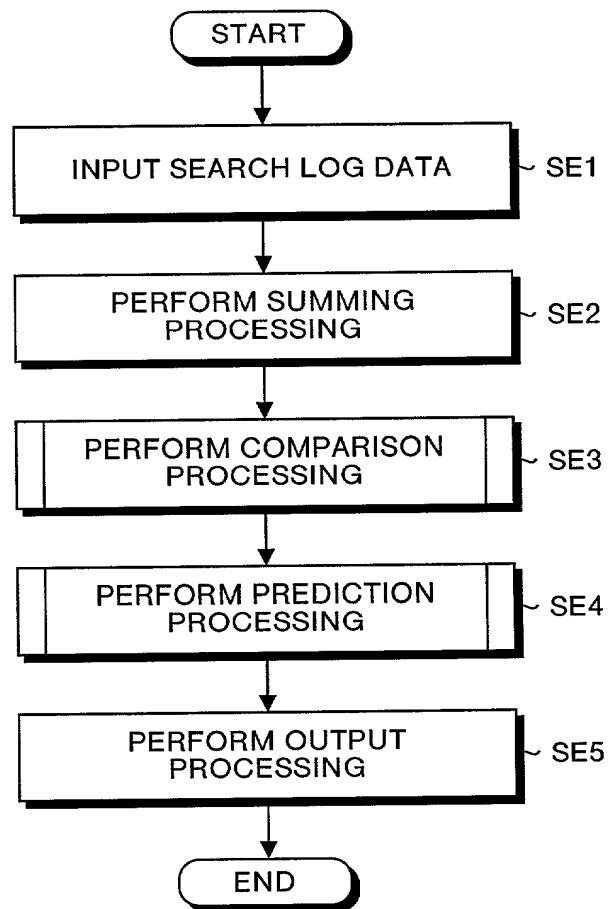 START
INPUT SEARCH LOG DATA
SE1
PERFORM SUMMING
PROCESSING
SE2
PERFORM COMPARISON
PROCESSING
SE3
PERFORM PREDICTION
PROCESSING
SE4
PERFORM OUTPUT
PROCESSING
SE5
END